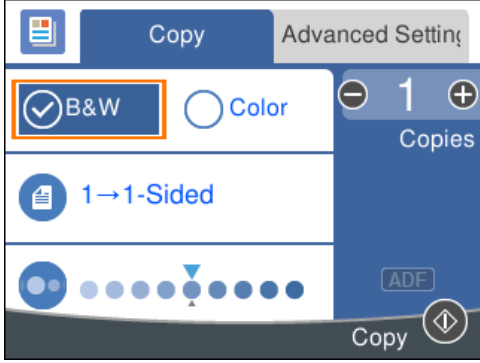 Copy
Advanced Setting
B&W
Color
1
Copies
1→1-Sided
ADF
Copy